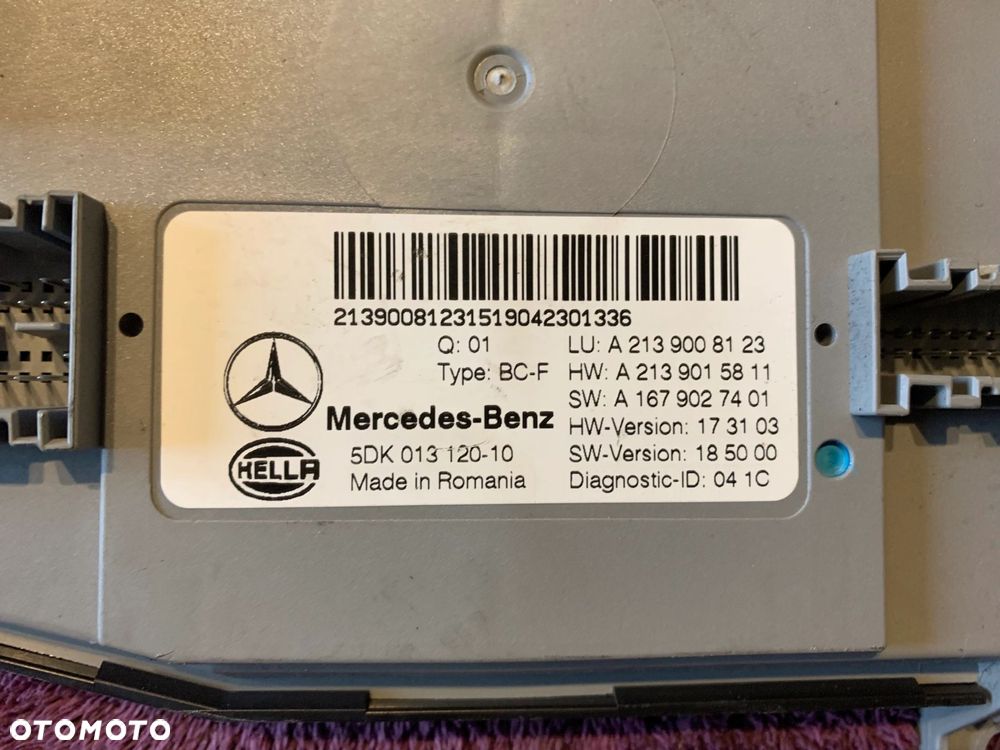 21390081231519042301336
Q: 01
LU: A 213 900 81 23
Type: BC-F
HW: A 213 901 58 11
SW: A 167 902 74 01
Mercedes-Benz
HW-Version: 17 31 03
HELLA
5DK 013 120-10
SW-Version: 18 50 00
Made in Romania
Diagnostic-ID: 04 1C
OTOMOTO